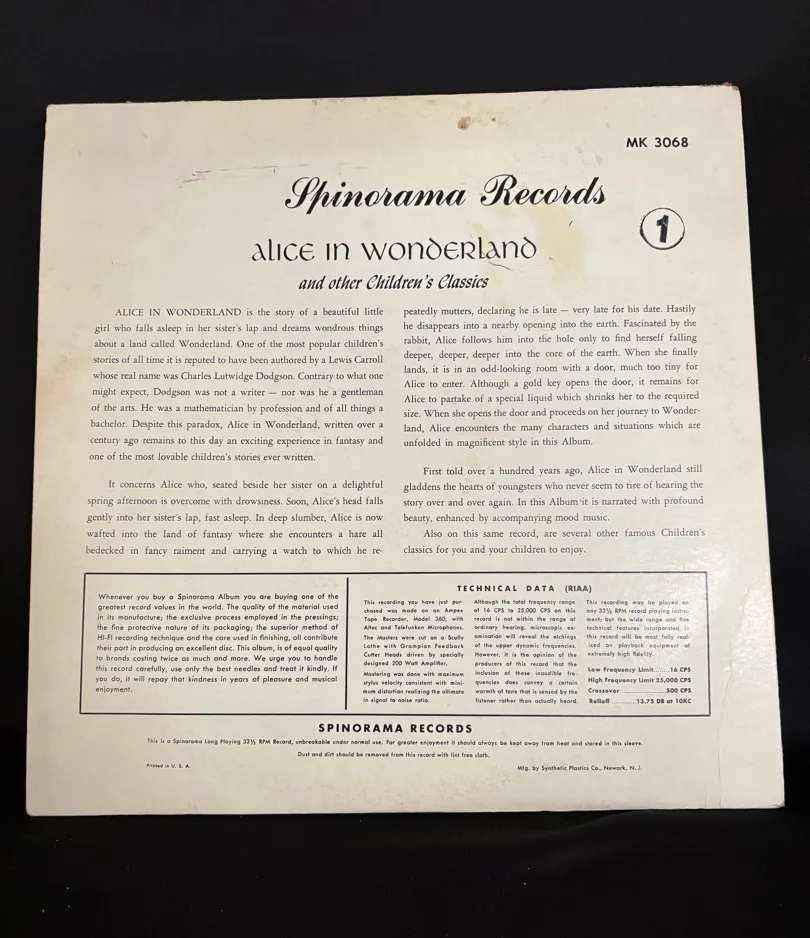 MK 3068
Spinorama Records
1
alice in wonderland
and other Children's Classics
ALICE IN WONDERLAND is the story of a beautiful little
girl who falls asleep in her sister's lap and dreams wondrous things
about a land called Wonderland. One of the most popular children's
stories of all time it is reputed to have been authored by a Lewis Carroll
whose real name was Charles Lutwidge Dodgson. Contrary to what one
might expect, Dodgson was not a writer — nor was he a gentleman
of the arts. He was a mathematician by profession and of all things a
bachelor. Despite this paradox, Alice in Wonderland, written over a
century ago remains to this day an exciting experience in fantasy and
one of the most lovable children's stories ever written.
It concerns Alice who, seated beside her sister on a delightful
spring afternoon is overcome with drowsiness. Soon, Alice's head falls
gently into her sister's lap, fast asleep. In deep slumber, Alice is now
wafted into the land of fantasy where she encounters a hare all
bedecked in fancy raiment and carrying a watch to which he re-
peatedly mutters, declaring he is late — very late for his date. Hastily
he disappears into a nearby opening into the earth. Fascinated by the
rabbit, Alice follows him into the hole only to find herself falling
deeper, deeper, deeper into the core of the earth. When she finally
lands, it is in an odd-looking room with a door, much too tiny for
Alice to enter. Although a gold key opens the door, it remains for
Alice to partake of a special liquid which shrinks her to the required
size. When she opens the door and proceeds on her journey to Wonder-
land, Alice encounters the many characters and situations which are
unfolded in magnificent style in this Album.
First told over a hundred years ago, Alice in Wonderland still
gladdens the hearts of youngsters who never seem to tire of hearing the
story over and over again. In this Album it is narrated with profound
beauty, enhanced by accompanying mood music.
Also on this same record, are several other famous Children's
classics for you and your children to enjoy.
Whenever you buy a Spinorama Album you are buying one of the
greatest record values in the world. The quality of the material used
in its manufacture; the exclusive process employed in the pressings;
the fine protective nature of its packaging; the superior method of
HI-FI recording technique and the care used in finishing, all contribute
their part in producing an excellent disc. This album, is of equal quality
to brands costing twice as much and more. We urge you to handle
this record carefully, use only the best needles and treat it kindly. If
you do, it will repay that kindness in years of pleasure and musical
enjoyment.
TECHNICAL DATA (RIAA)
This recording you have just pur-
chased was made on an Ampex
Tape Recorder, Model 360, with
Altec and Telefunken Microphones.
The Masters were cut on a Scully
Lathe with Grampion Feedback
Cutter Heads driven by specially
designed 200 Watt Amplifier.
Mastering was done with maximum
stylus velocity consistent with mini-
mum distortion realizing the ultimate
in signal to noise ratio.
Although the total frequency range
of 16 CPS to 25,000 CPS on this
record is not within the range of
ordinary hearing, microscopic ex-
amination will reveal the etchings
of the upper dynamic frequencies.
However, it is the opinion of the
producers of this record that the
inclusion of these inaudible fre-
quencies does convey a certain
warmth of tone that is sensed by the
listener rather than actually heard.
This recording may be played on
any 33⅓ RPM record playing instru-
ment; but the wide range and fine
technical features incorporated in
this record will be most fully real-
ized on playback equipment of
extremely high fidelity.
Low Frequency Limit.......16 CPS
High Frequency Limit 25,000 CPS
Crossover ....................500 CPS
Rolloff ............13.75 DB at 10KC
SPINORAMA RECORDS
This is a Spinorama Long Playing 33⅓ RPM Record, unbreakable under normal use. For greater enjoyment it should always be kept away from heat and stored in this sleeve.
Dust and dirt should be removed from this record with lint free cloth.
Printed in U. S. A.
Mfg. by Synthetic Plastics Co., Newark, N. J.